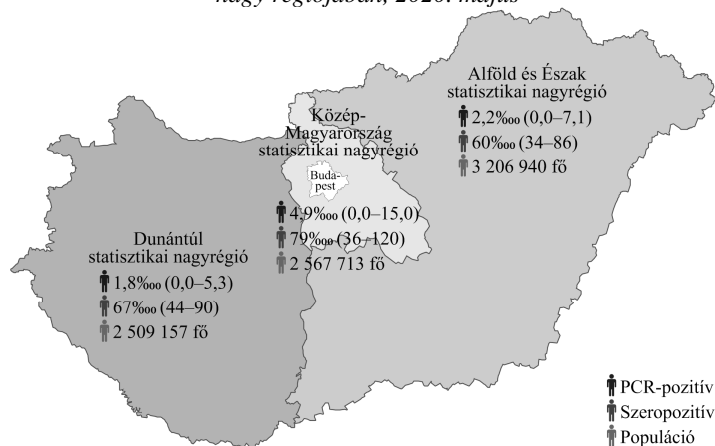 nagy régiójában, 2020. május
Alföld és Észak
statisztikai nagyrégió
2,2‱ (0,0–7,1)
60‱ (34–86)
3 206 940 fő
Közép-
Magyarország
statisztikai nagyrégió
Buda-
pest
4,9‱ (0,0–15,0)
79‱ (36–120)
2 567 713 fő
Dunántúl
statisztikai nagyrégió
1,8‱ (0,0–5,3)
67‱ (44–90)
2 509 157 fő
PCR-pozitív
Szeropozitív
Populáció